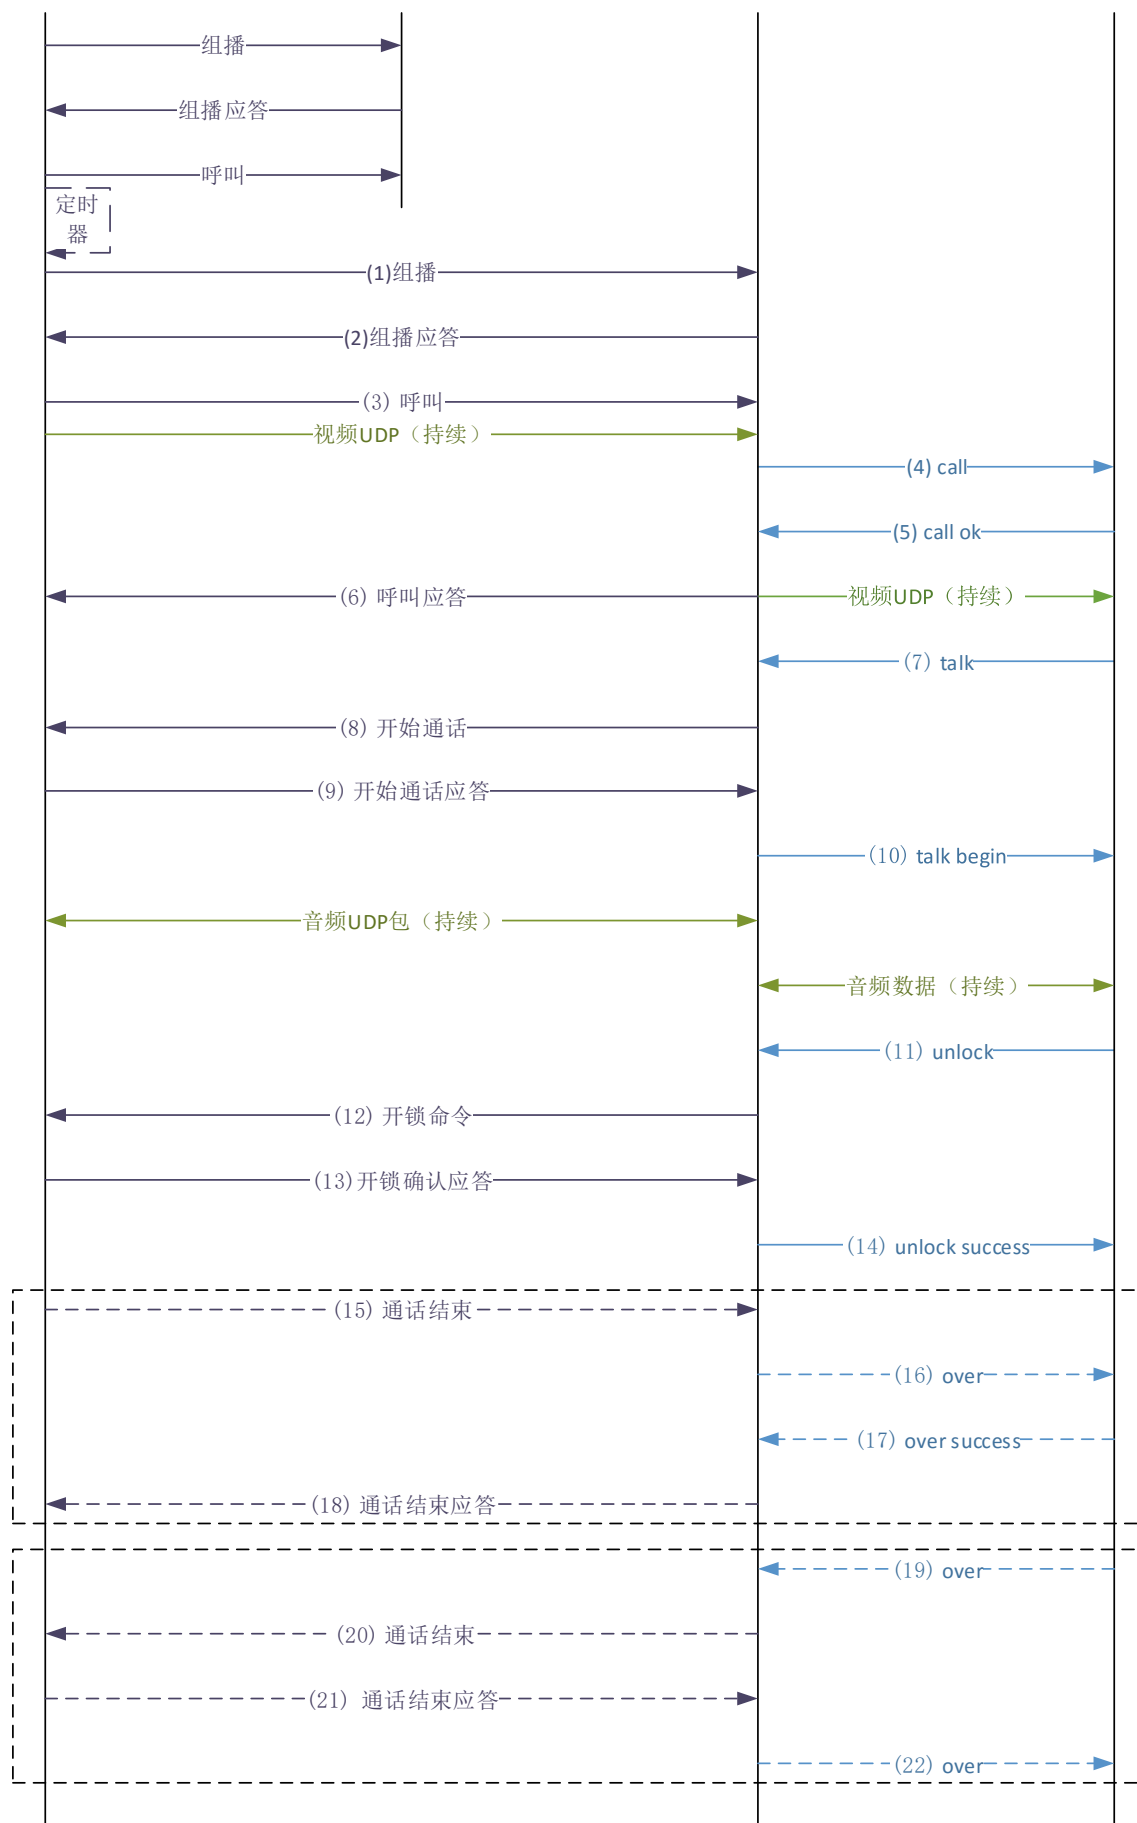 组播
组播应答
呼叫
定时
器
(1)组播
(2)组播应答
(3) 呼叫
视频UDP（持续）
(4) call
(5) call ok
(6) 呼叫应答
视频UDP（持续）
(7) talk
(8) 开始通话
(9) 开始通话应答
(10) talk begin
音频UDP包（持续）
音频数据（持续）
(11) unlock
(12) 开锁命令
(13)开锁确认应答
(14) unlock success
(15) 通话结束
(16) over
(17) over success
(18) 通话结束应答
(19) over
(20) 通话结束
(21) 通话结束应答
(22) over